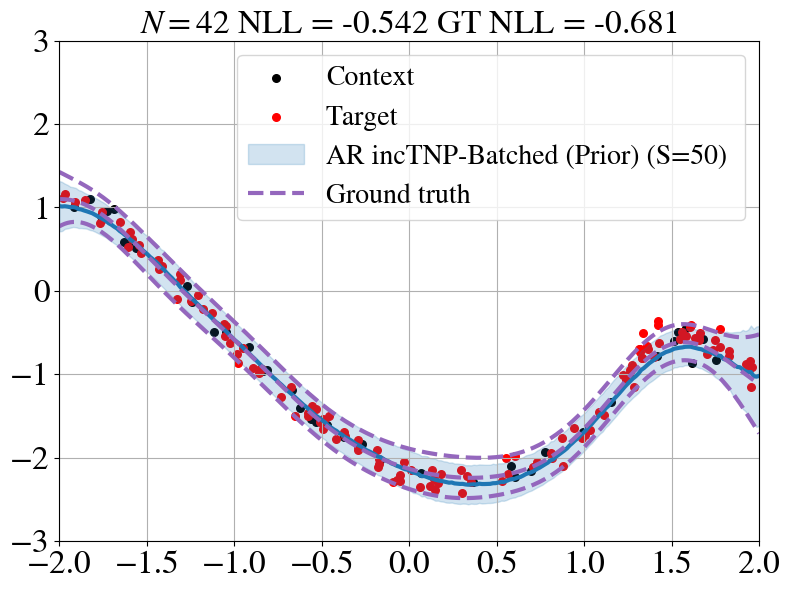 N = 42 NLL = -0.542 GT NLL = -0.681
3
2
1
0
−1
−2
−3
Context
Target
AR incTNP-Batched (Prior) (S=50)
Ground truth
−2.0 −1.5 −1.0 −0.5 0.0 0.5 1.0 1.5 2.0